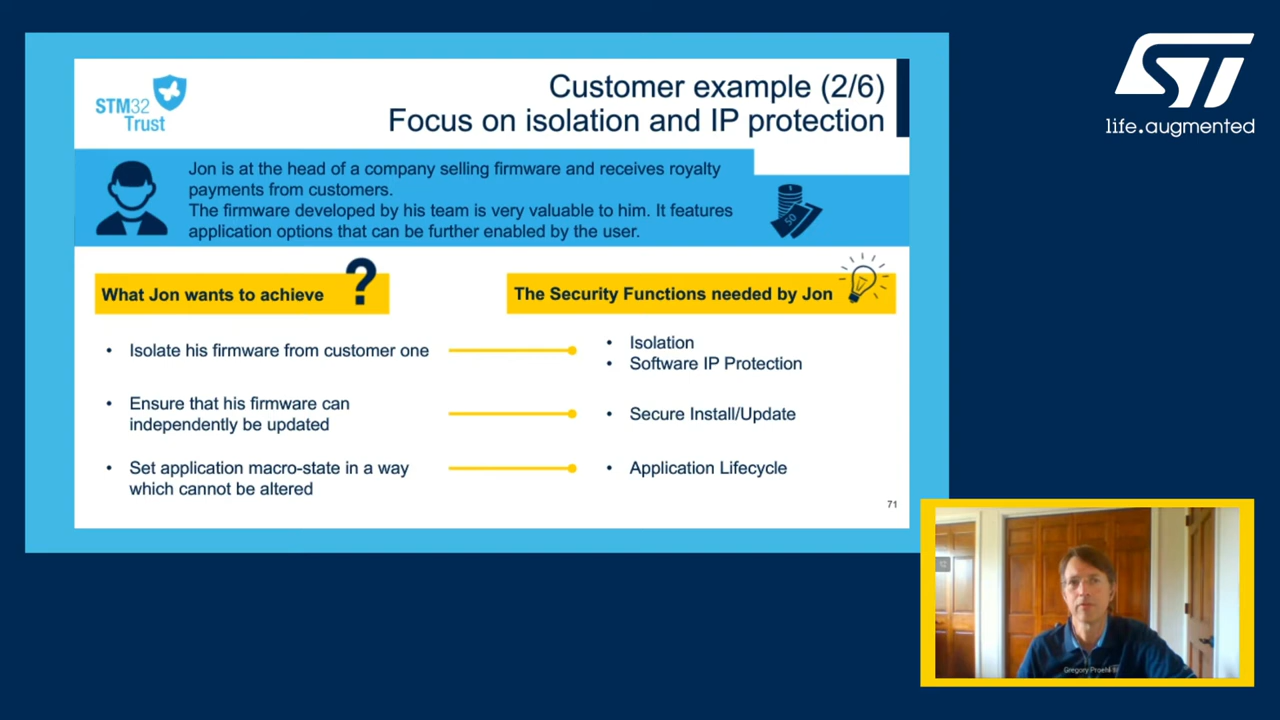 STM32
Trust
Customer example (2/6)
Focus on isolation and IP protection
Jon is at the head of a company selling firmware and receives royalty
payments from customers.
The firmware developed by his team is very valuable to him. It features
application options that can be further enabled by the user.
50
What Jon wants to achieve
?
The Security Functions needed by Jon
• Isolate his firmware from customer one
• Isolation
• Software IP Protection
• Ensure that his firmware can
independently be updated
• Secure Install/Update
• Set application macro-state in a way
which cannot be altered
• Application Lifecycle
71
ST
life.augmented
Gregory